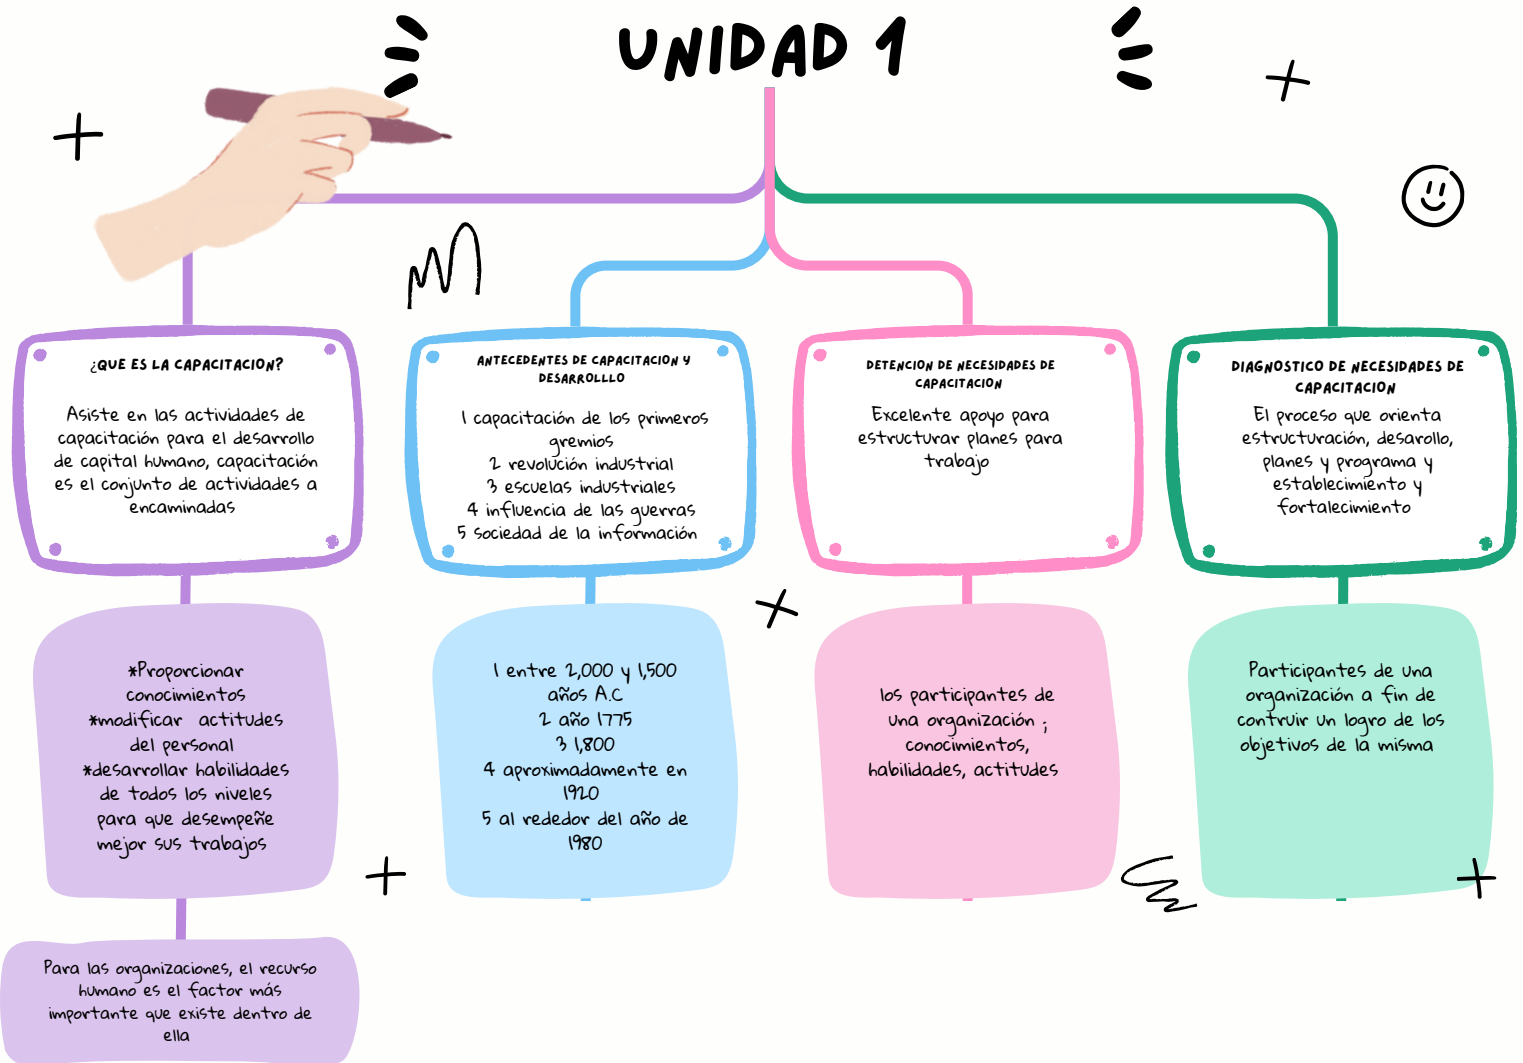 UNIDAD 1
¿QUE ES LA CAPACITACION?
Asiste en las actividades de
capacitación para el desarrollo
de capital humano, capacitación
es el conjunto de actividades a
encaminadas
*Proporcionar
conocimientos
*modificar actitudes
del personal
*desarrollar habilidades
de todos los niveles
para que desempeñe
mejor sus trabajos
Para las organizaciones, el recurso
humano es el factor más
importante que existe dentro de
ella
ANTECEDENTES DE CAPACITACION Y
DESARROLLLO
1 capacitación de los primeros
gremios
2 revolución industrial
3 escuelas industriales
4 influencia de las guerras
5 sociedad de la información
1 entre 2,000 y 1,500
años A.C
2 año 1775
3 1,800
4 aproximadamente en
1920
5 al rededor del año de
1980
DETENCION DE NECESIDADES DE
CAPACITACION
Excelente apoyo para
estructurar planes para
trabajo
los participantes de
una organización ;
conocimientos,
habilidades, actitudes
DIAGNOSTICO DE NECESIDADES DE
CAPACITACION
El proceso que orienta
estructuración, desarollo,
planes y programa y
establecimiento y
fortalecimiento
Participantes de una
organización a fin de
contruir un logro de los
objetivos de la misma